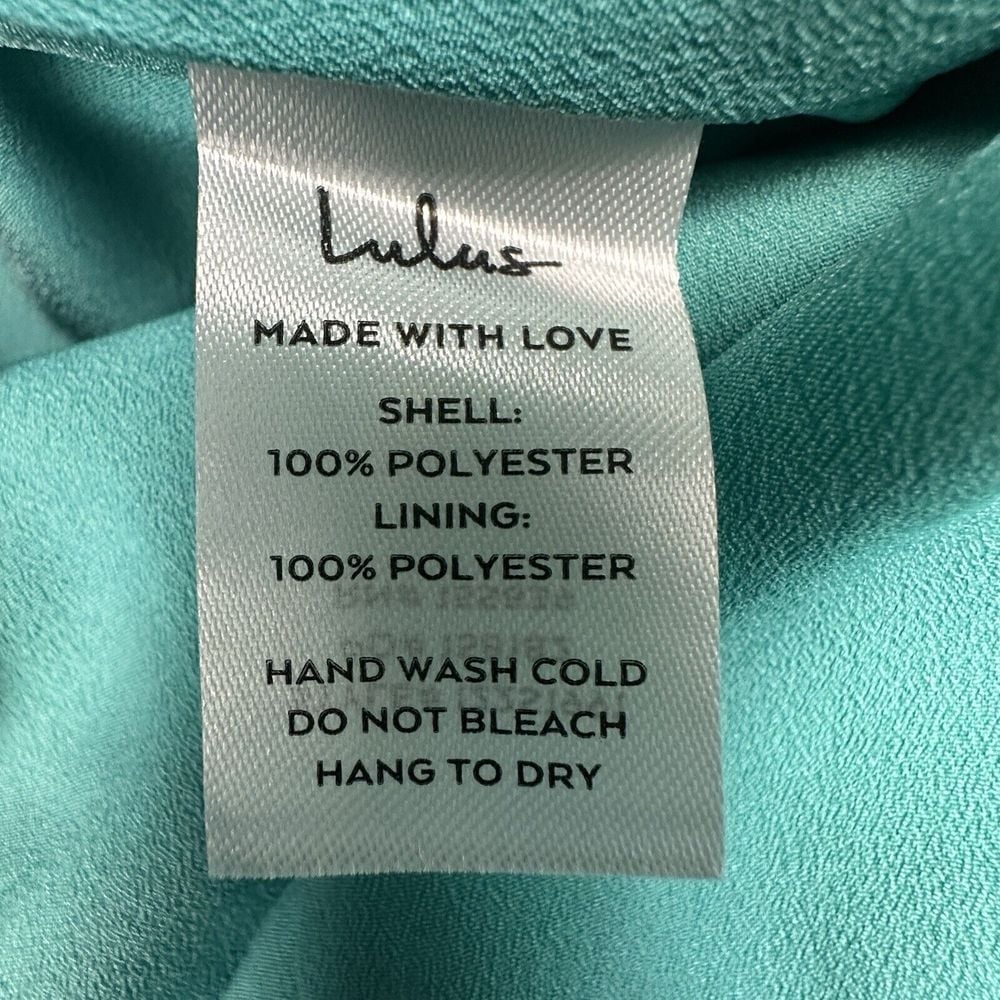 Lulus
MADE WITH LOVE
SHELL:
100% POLYESTER
LINING:
100% POLYESTER
HAND WASH COLD
DO NOT BLEACH
HANG TO DRY